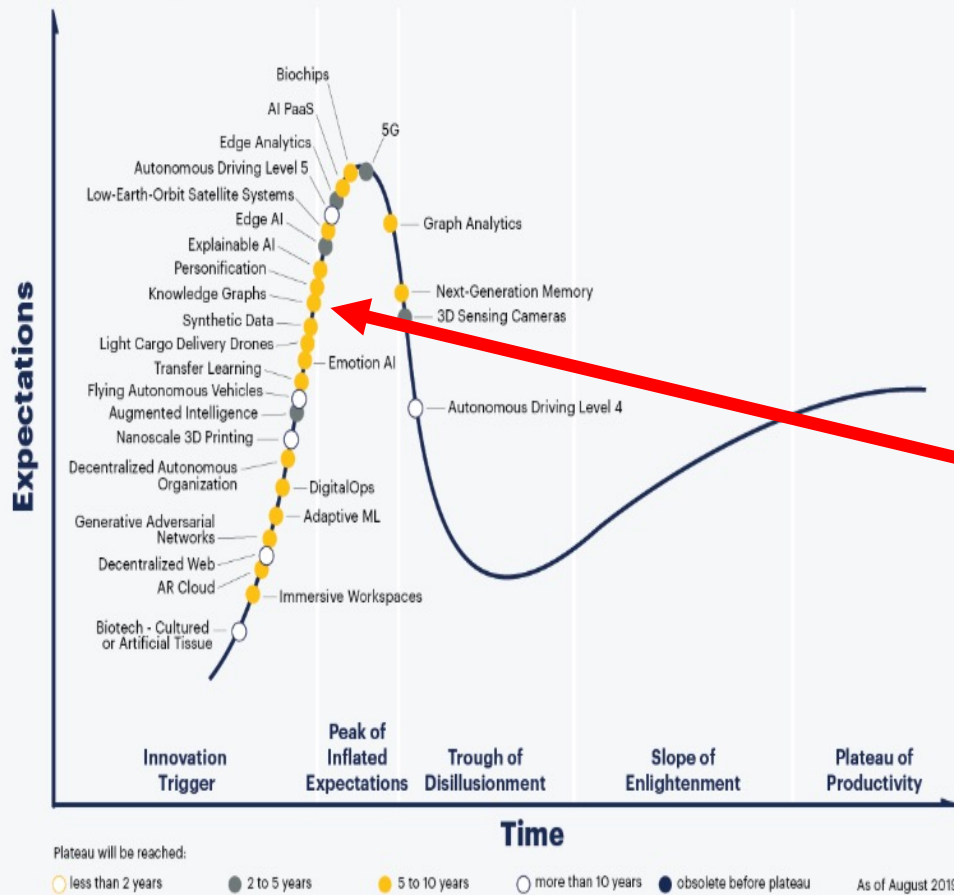 Biochips
AI PaaS
5G
Edge Analytics
Autonomous Driving Level 5
Low-Earth-Orbit Satellite Systems
Edge AI
Graph Analytics
Explainable AI
Personification
Knowledge Graphs
Next-Generation Memory
Synthetic Data
3D Sensing Cameras
Light Cargo Delivery Drones
Emotion AI
Transfer Learning
Flying Autonomous Vehicles
Augmented Intelligence
Autonomous Driving Level 4
Nanoscale 3D Printing
Decentralized Autonomous
Organization
DigitalOps
Generative Adversarial
Networks
Adaptive ML
Decentralized Web
AR Cloud
Immersive Workspaces
Biotech - Cultured
or Artificial Tissue
Expectations
Innovation
Trigger
Peak of
Inflated
Expectations
Trough of
Disillusionment
Slope of
Enlightenment
Plateau of
Productivity
Time
Plateau will be reached:
less than 2 years
2 to 5 years
5 to 10 years
more than 10 years
obsolete before plateau
As of August 2019